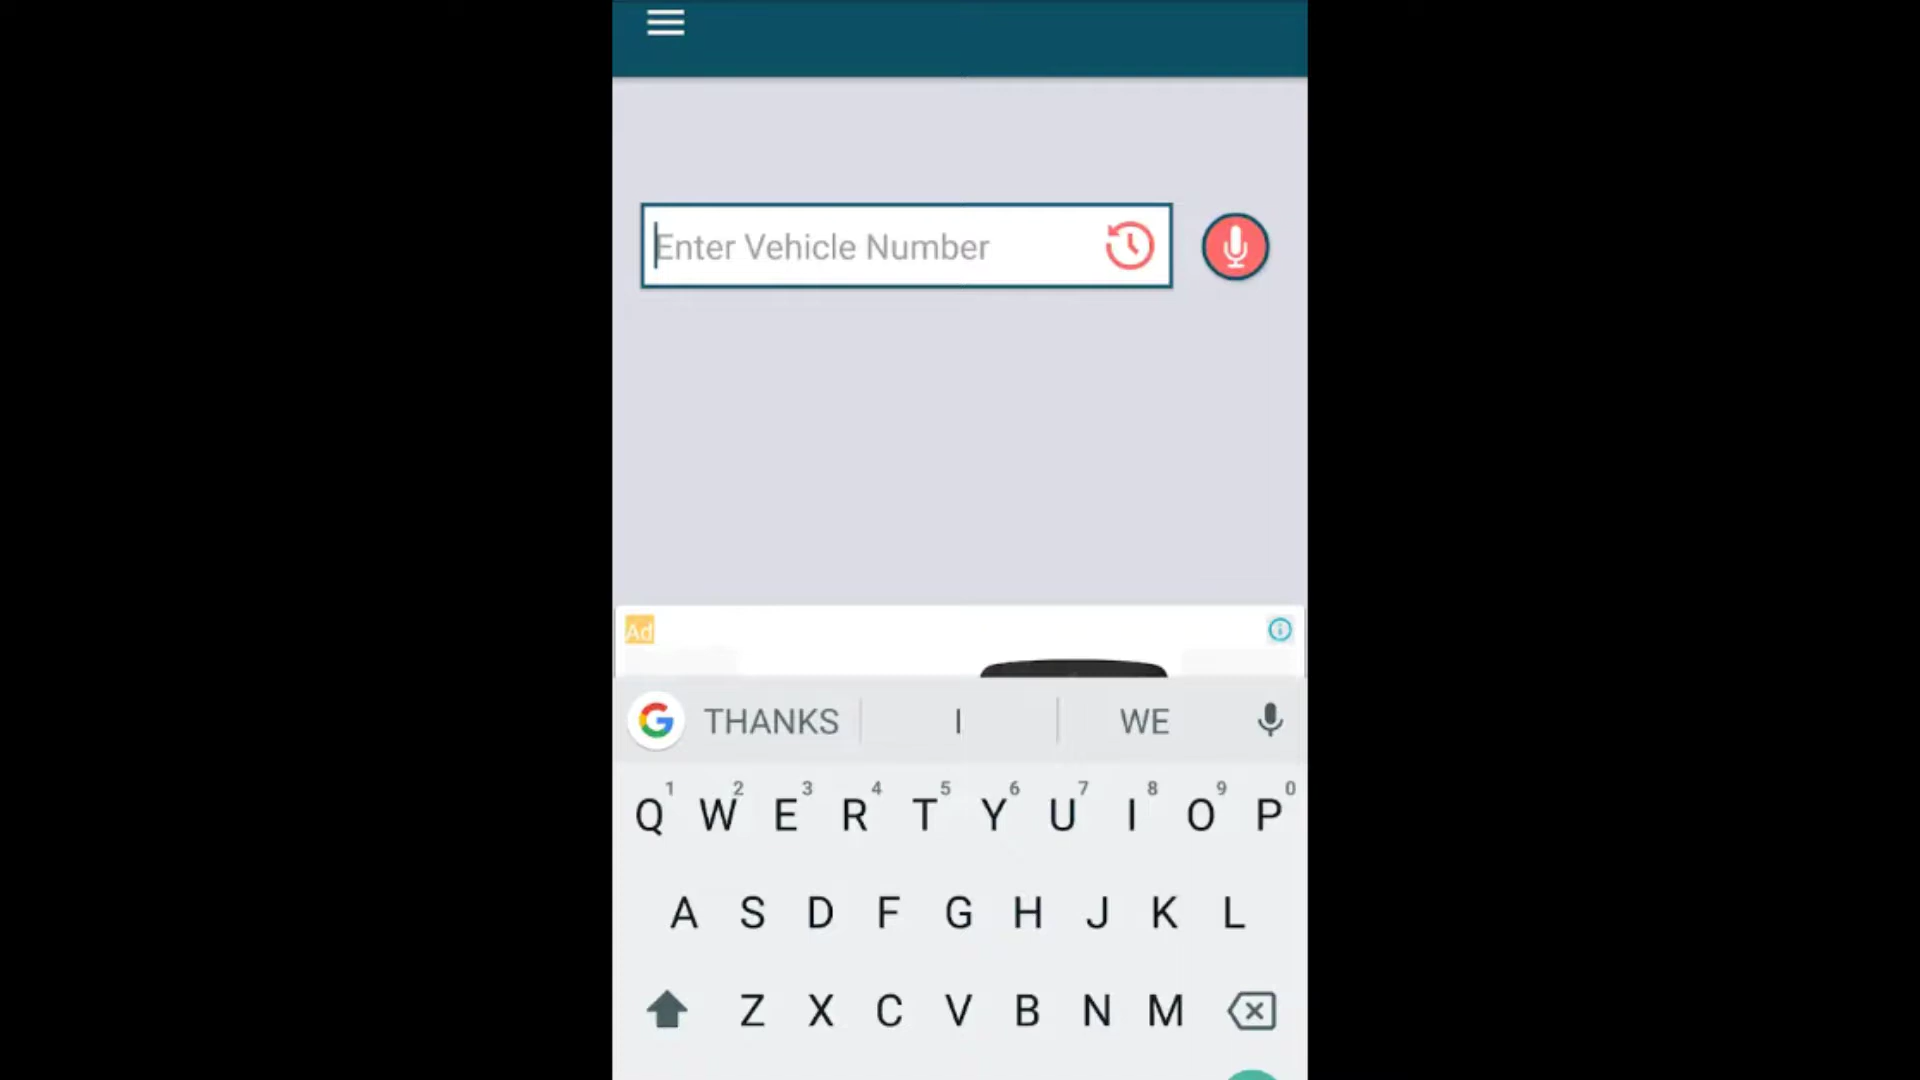 Enter Vehicle Number
Ad
THANKS I WE
1 2 3 4 5 6 7 8 9 0
Q W E R T Y U I O P
A S D F G H J K L
Z X C V B N M